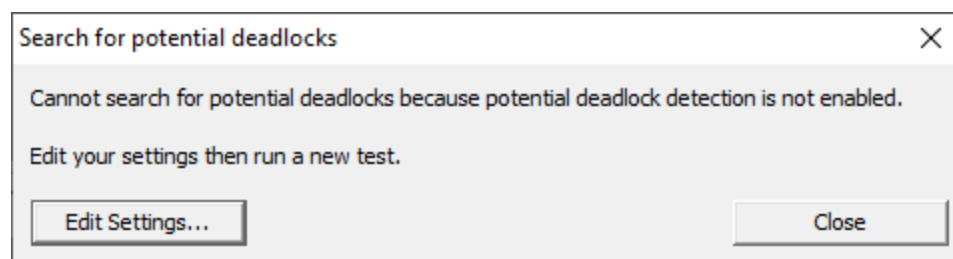 Search for potential deadlocks
Cannot search for potential deadlocks because potential deadlock detection is not enabled.
Edit your settings then run a new test.
Edit Settings...
Close